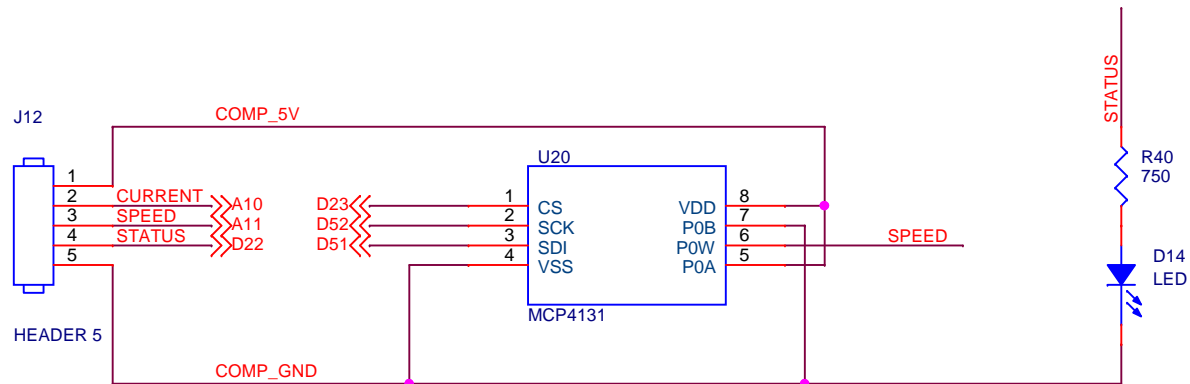 STATUS
J12
COMP_5V
U20
R40
750
1
2 CURRENT A10
3 SPEED A11
4 STATUS D22
5
D23 1 CS VDD 8
D52 2 SCK P0B 7
D51 3 SDI P0W 6 SPEED
4 VSS P0A 5
D14
LED
MCP4131
HEADER 5
COMP_GND